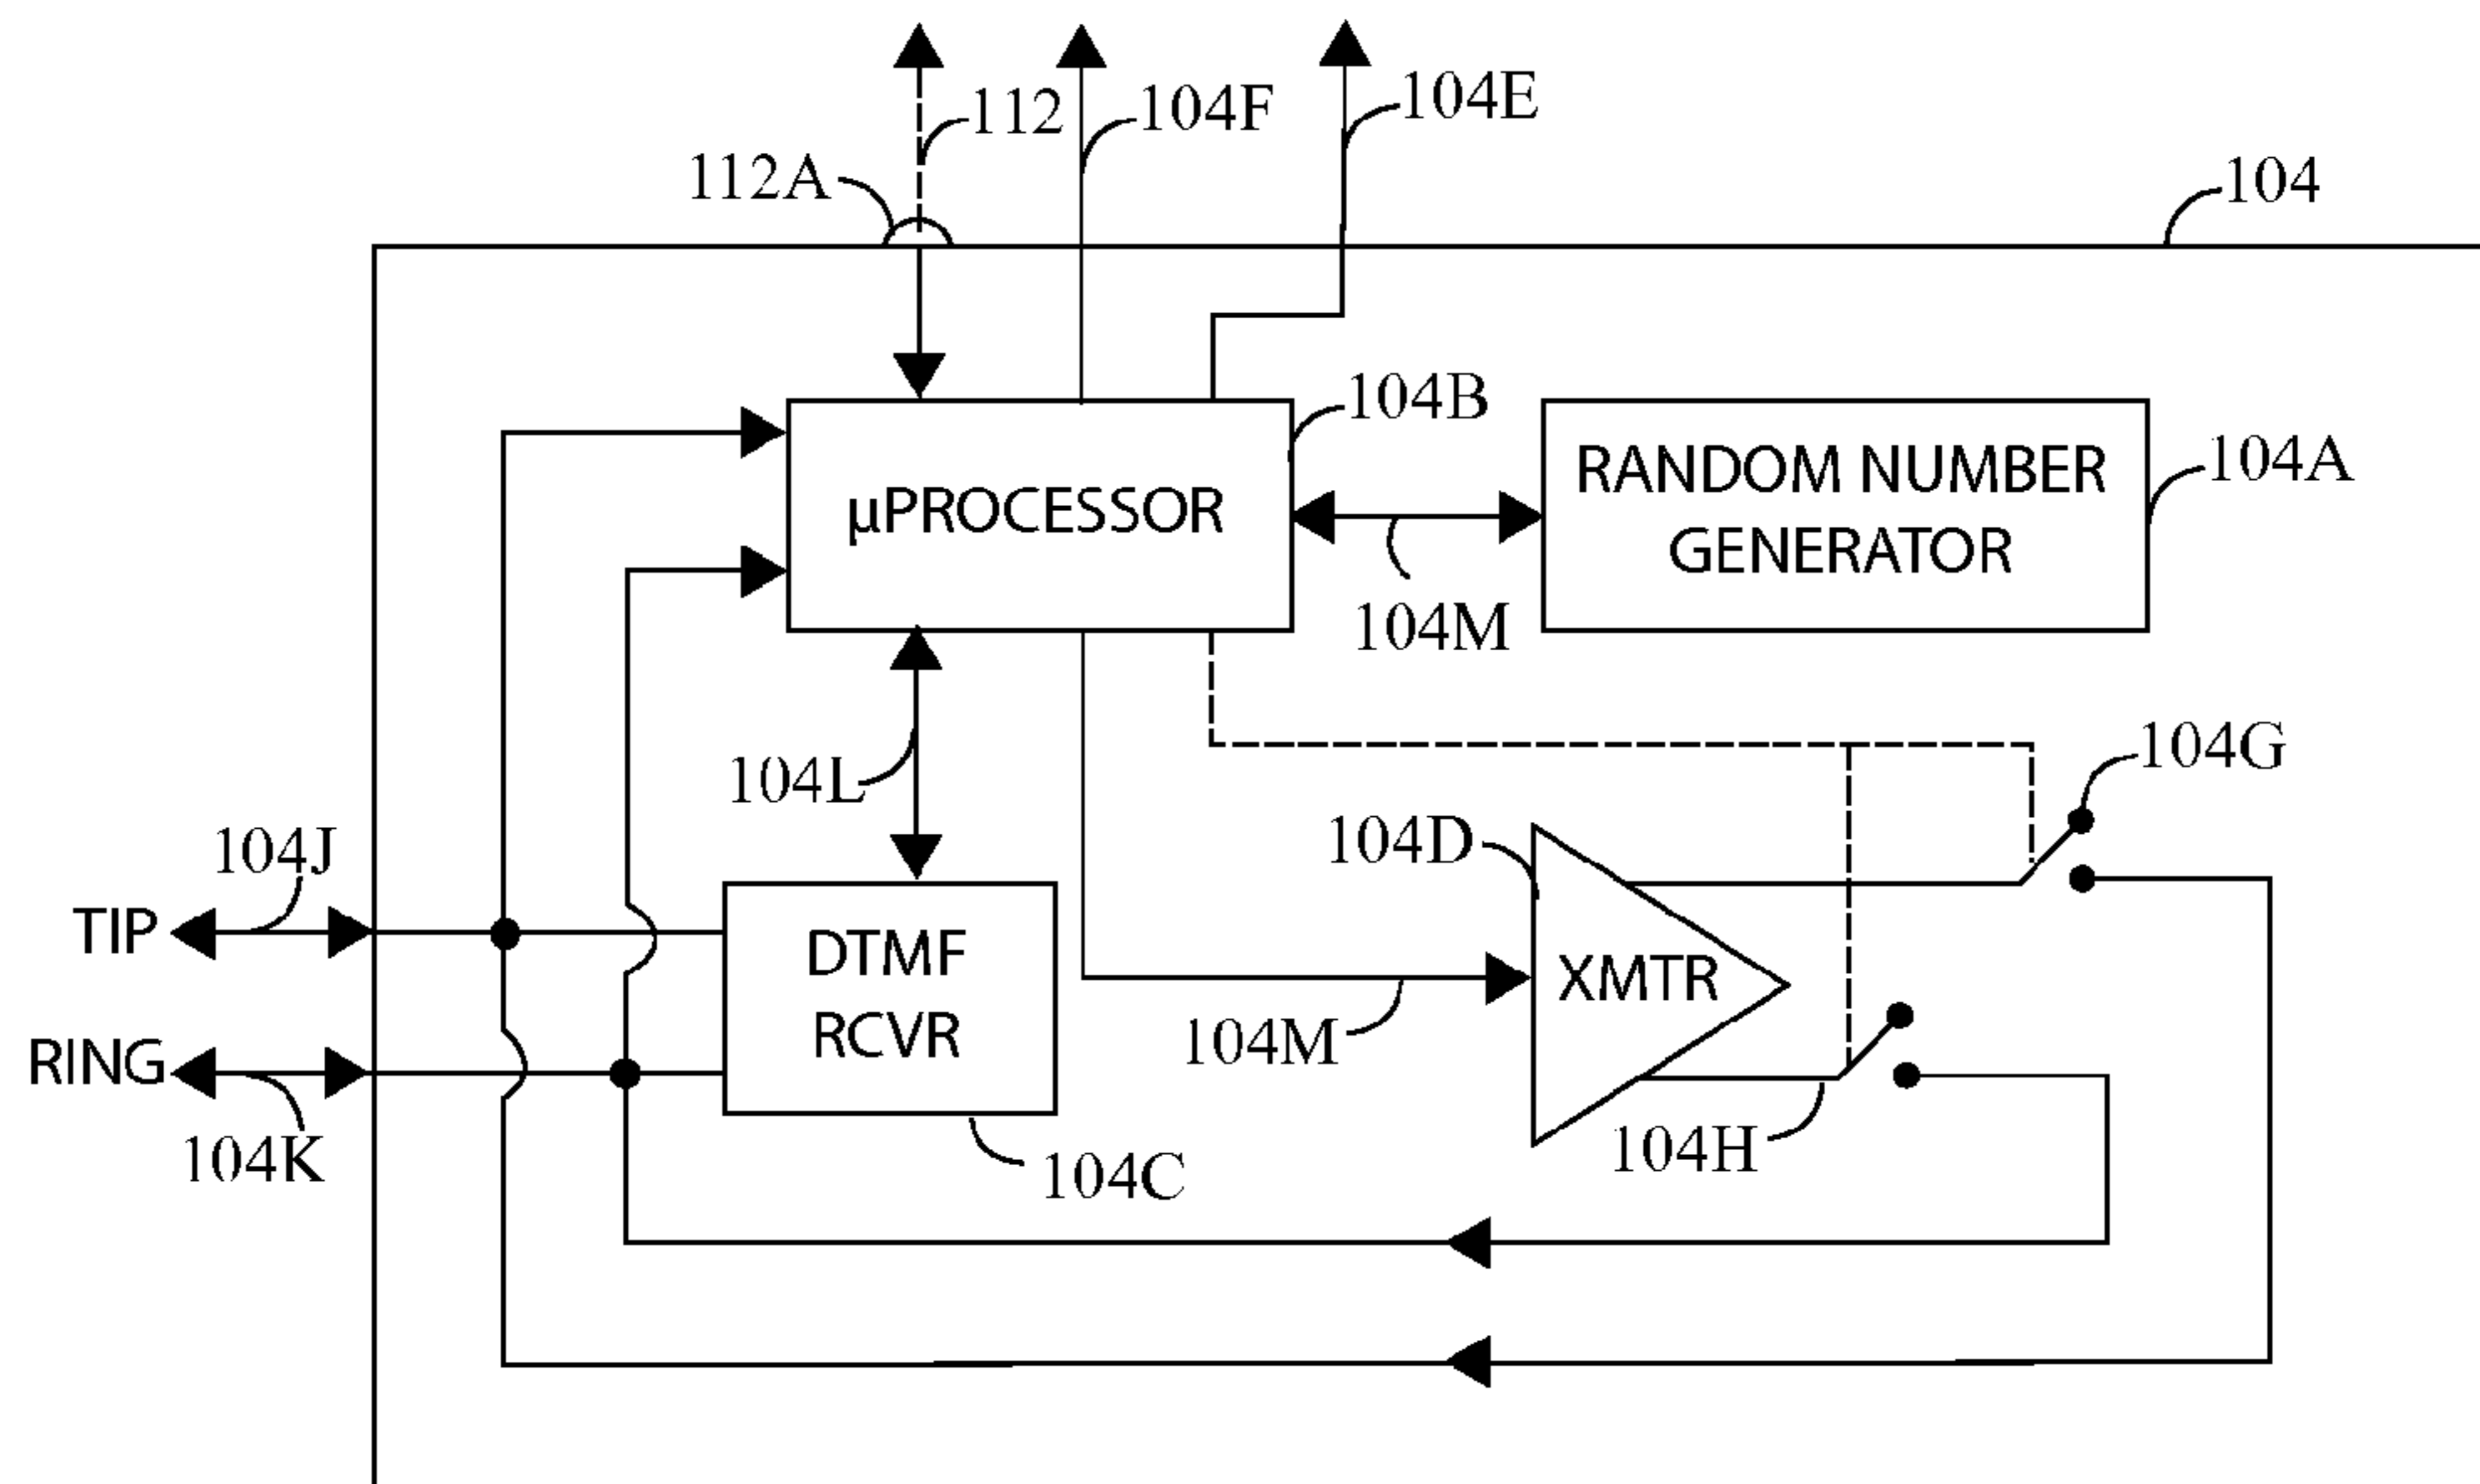 112
104F
104E
112A
104
104B
RANDOM NUMBER
GENERATOR
104A
µPROCESSOR
104M
104L
104G
104J
104D
TIP
DTMF
RCVR
XMTR
RING
104M
104K
104C
104H